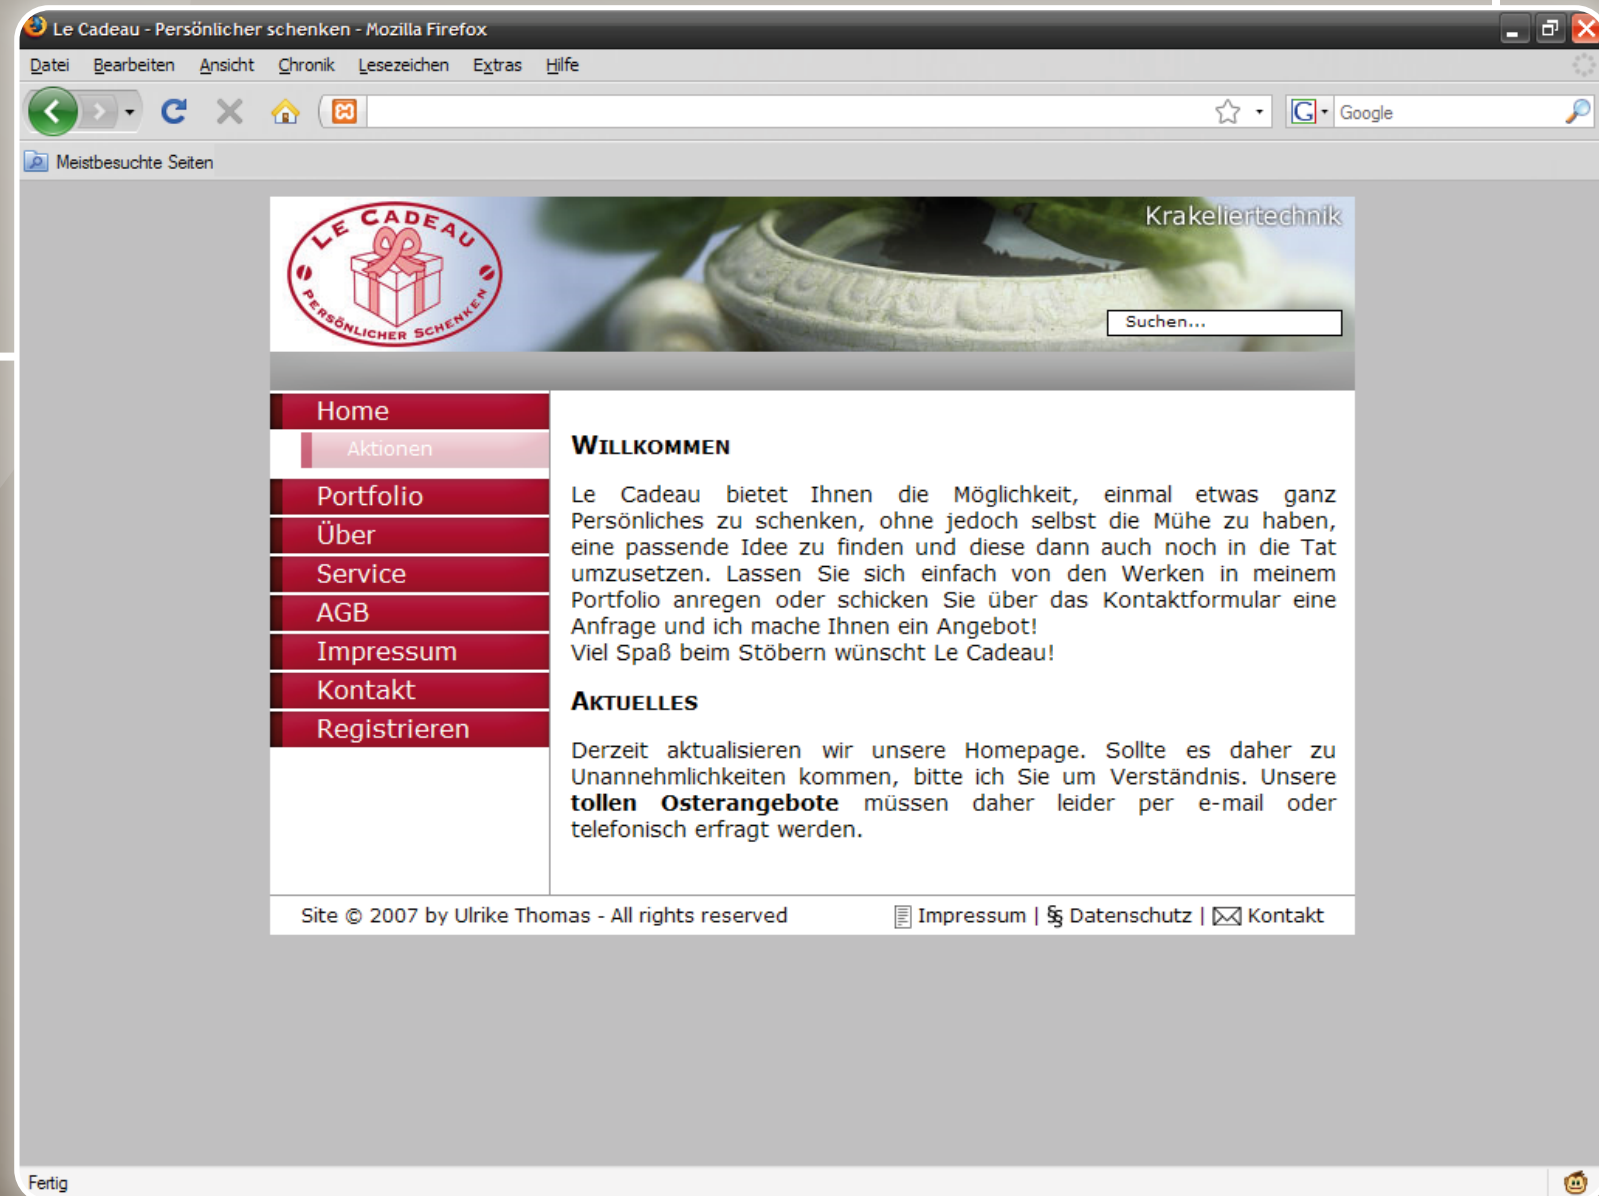 Le Cadeau - Persönlicher schenken - Mozilla Firefox
Datei Bearbeiten Ansicht Chronik Lesezeichen Extras Hilfe
G Google
Meistbesuchte Seiten
LE CADEAU
PERSÖNLICHER SCHENKEN
Krakeliertechnik
Suchen...
Home
Aktionen
Portfolio
Über
Service
AGB
Impressum
Kontakt
Registrieren
WILLKOMMEN
Le Cadeau bietet Ihnen die Möglichkeit, einmal etwas ganz
Persönliches zu schenken, ohne jedoch selbst die Mühe zu haben,
eine passende Idee zu finden und diese dann auch noch in die Tat
umzusetzen. Lassen Sie sich einfach von den Werken in meinem
Portfolio anregen oder schicken Sie über das Kontaktformular eine
Anfrage und ich mache Ihnen ein Angebot!
Viel Spaß beim Stöbern wünscht Le Cadeau!
AKTUELLES
Derzeit aktualisieren wir unsere Homepage. Sollte es daher zu
Unannehmlichkeiten kommen, bitte ich Sie um Verständnis. Unsere
tollen Osterangebote müssen daher leider per e-mail oder
telefonisch erfragt werden.
Site © 2007 by Ulrike Thomas - All rights reserved
Impressum | § Datenschutz | Kontakt
Fertig